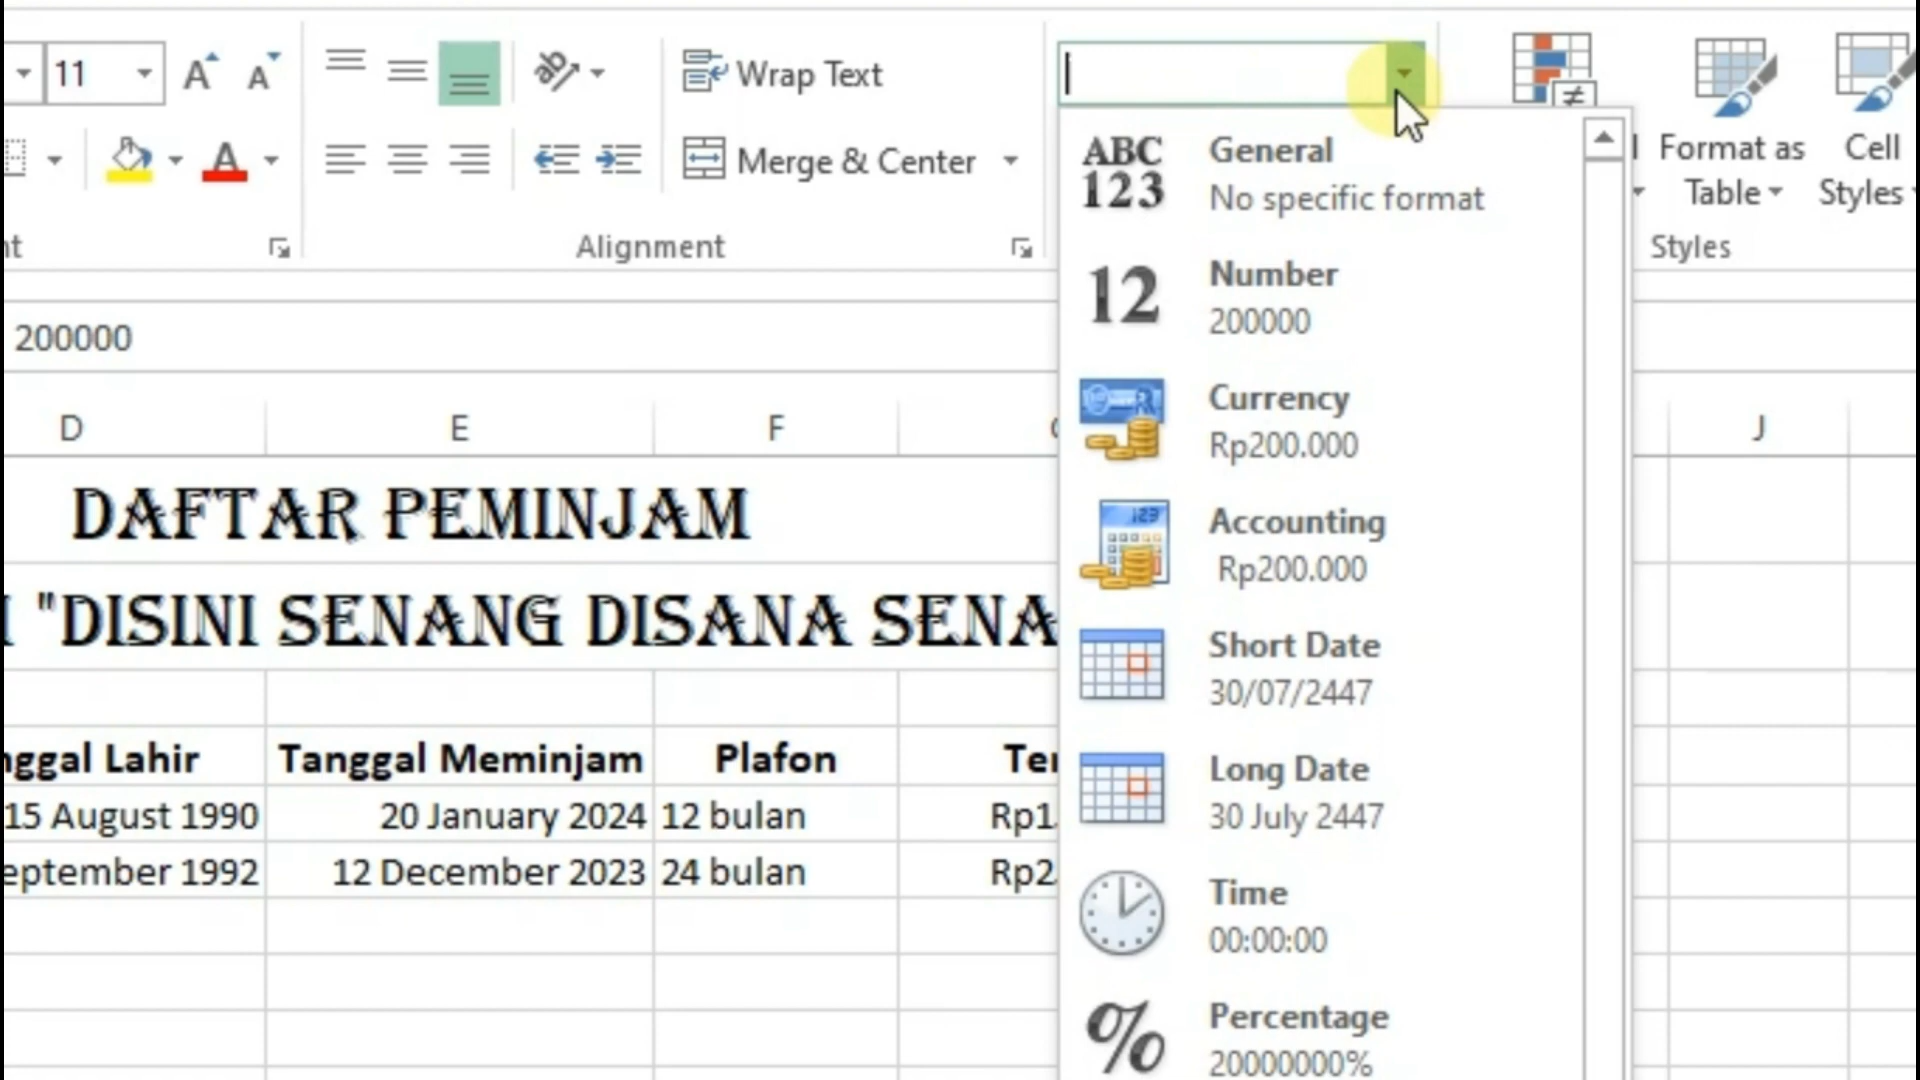 11 A A
ab Wrap Text
A Merge & Center
Format as
Table
Cell
Styles
Alignment
Styles
200000
ABC
123
General
No specific format
12
Number
200000
Currency
Rp200.000
Accounting
Rp200.000
Short Date
30/07/2447
Long Date
30 July 2447
Time
00:00:00
%
Percentage
20000000%
D E F J
DAFTAR PEMINJAM
"DISINI SENANG DISANA SENA
nggal Lahir Tanggal Meminjam Plafon Ter
15 August 1990 20 January 2024 12 bulan Rp1.
eptember 1992 12 December 2023 24 bulan Rp2.